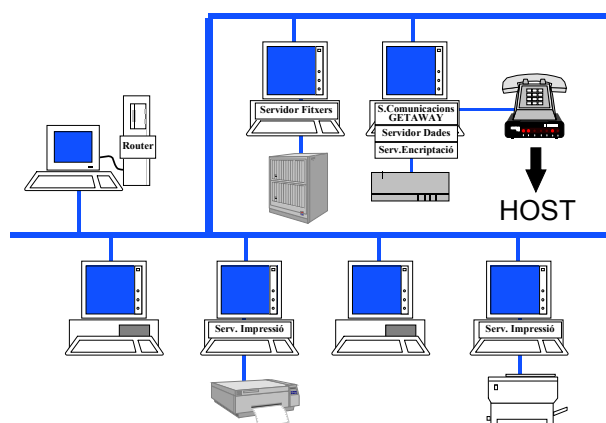 Servidor Fitxers
S.Comunicacions
GETAWAY
Servidor Dades
Serv.Encriptació
Router
HOST
Serv. Impressió
Serv. Impressió